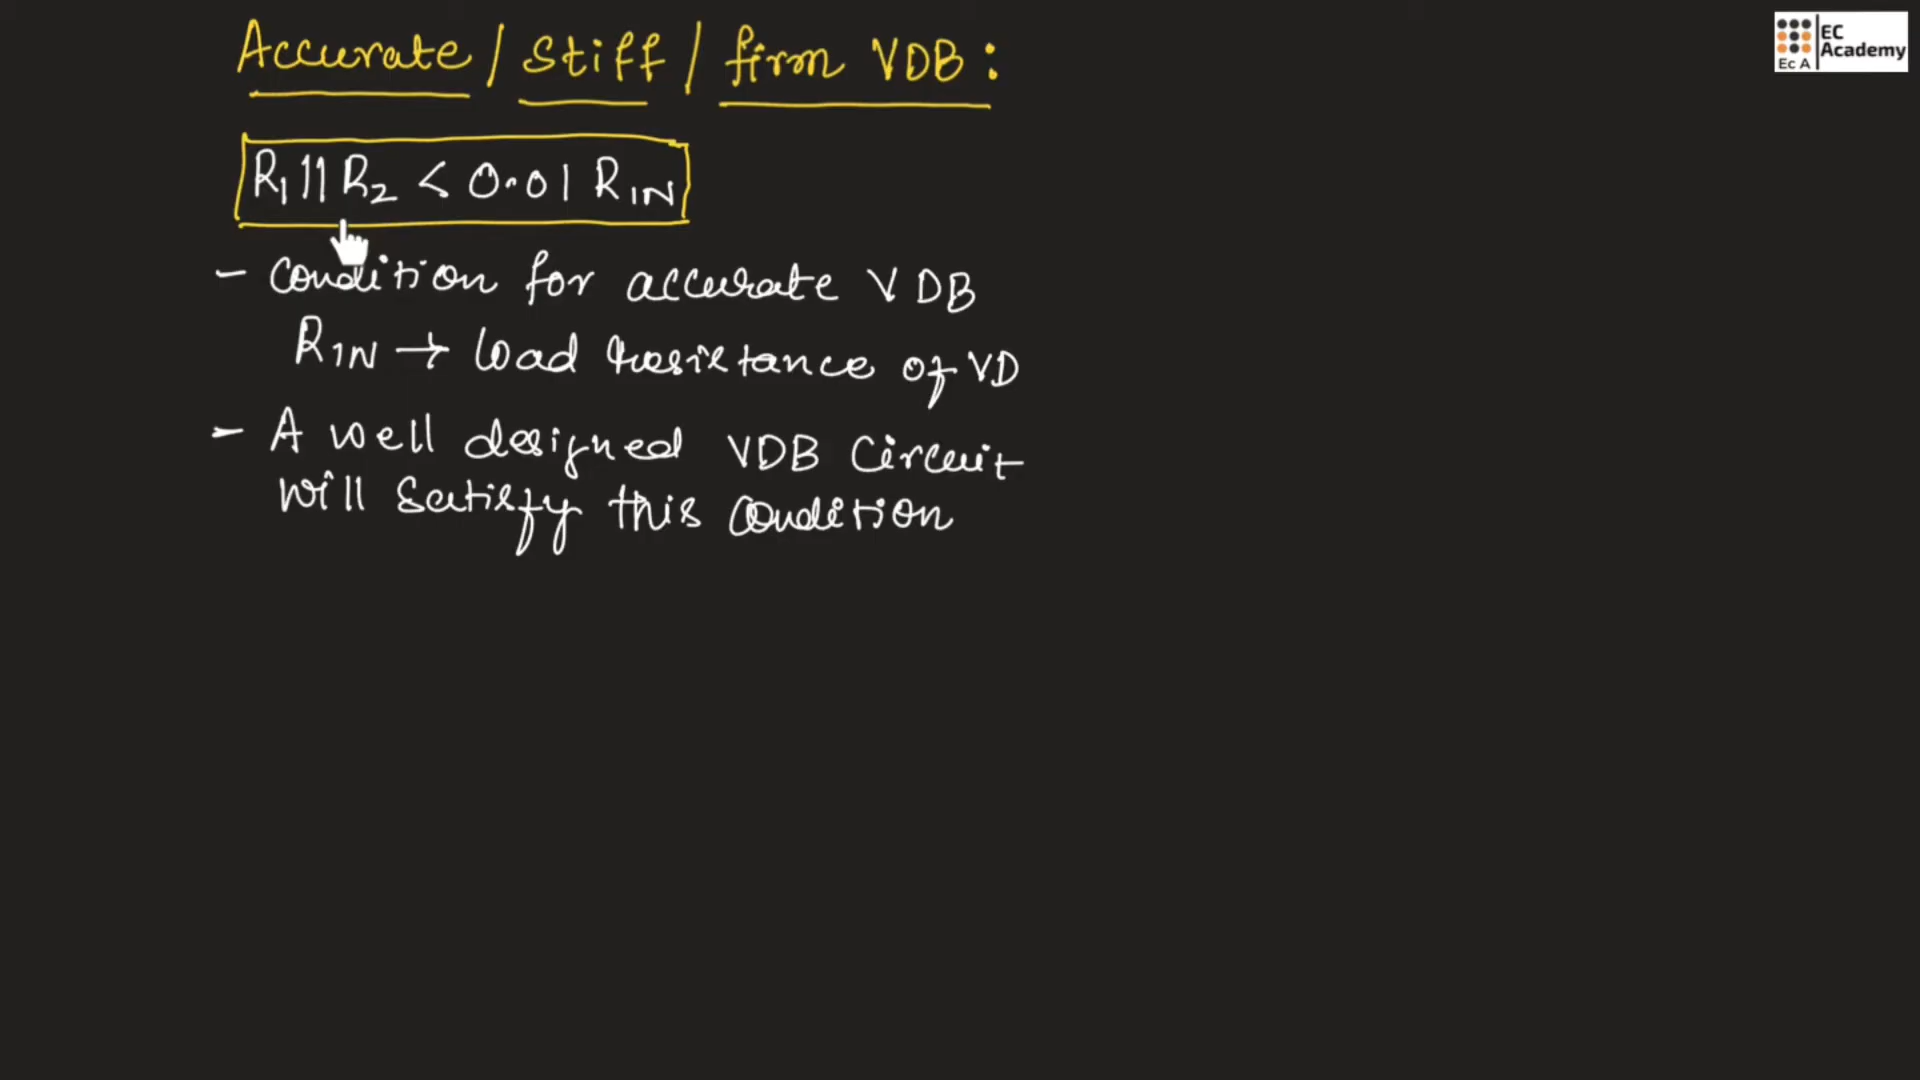 Accurate / Stiff / firm VDB :
R1 || R2 < 0.01 RIN
- Condition for accurate VDB
RIN → load resistance of VD
- A well designed VDB Circuit
will satisfy this condition
EC
Academy
Ec A